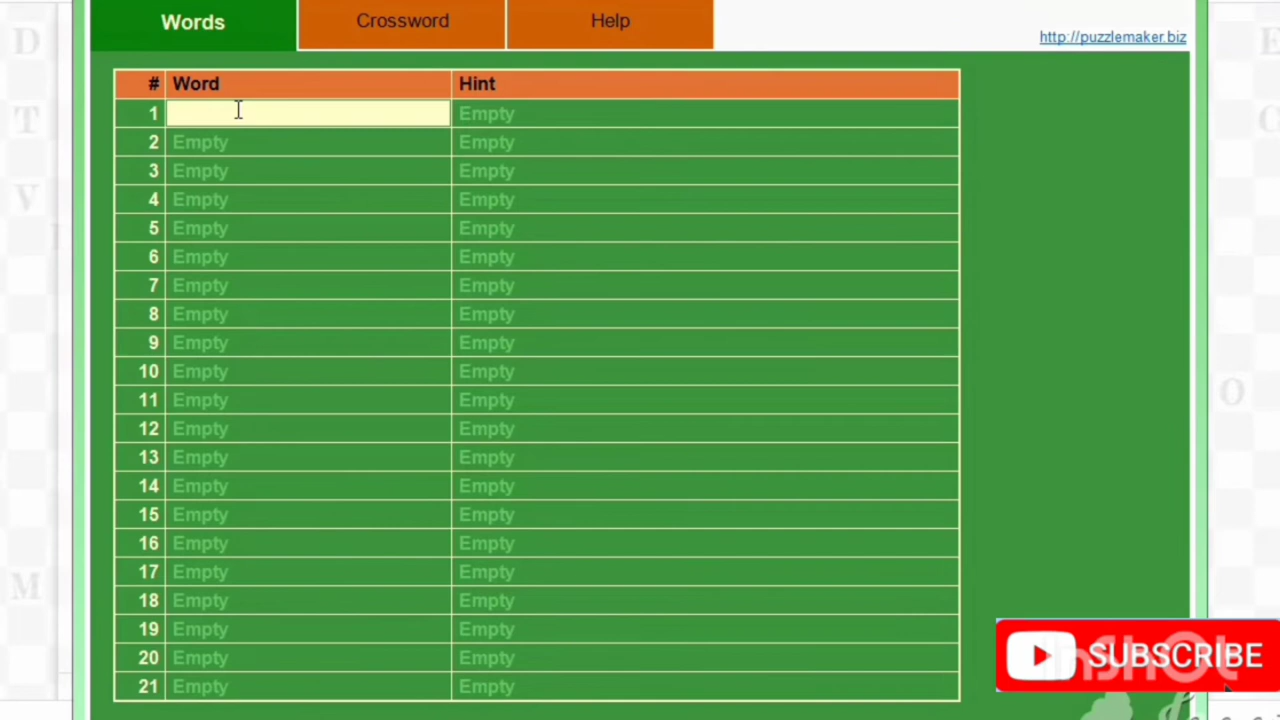 Words
Crossword
Help
http://puzzlemaker.biz
# Word Hint
1 Empty
2 Empty Empty
3 Empty Empty
4 Empty Empty
5 Empty Empty
6 Empty Empty
7 Empty Empty
8 Empty Empty
9 Empty Empty
10 Empty Empty
11 Empty Empty
12 Empty Empty
13 Empty Empty
14 Empty Empty
15 Empty Empty
16 Empty Empty
17 Empty Empty
18 Empty Empty
19 Empty Empty
20 Empty Empty
21 Empty Empty
D
T
V
M
E
O
SUBSCRIBE
InShOt